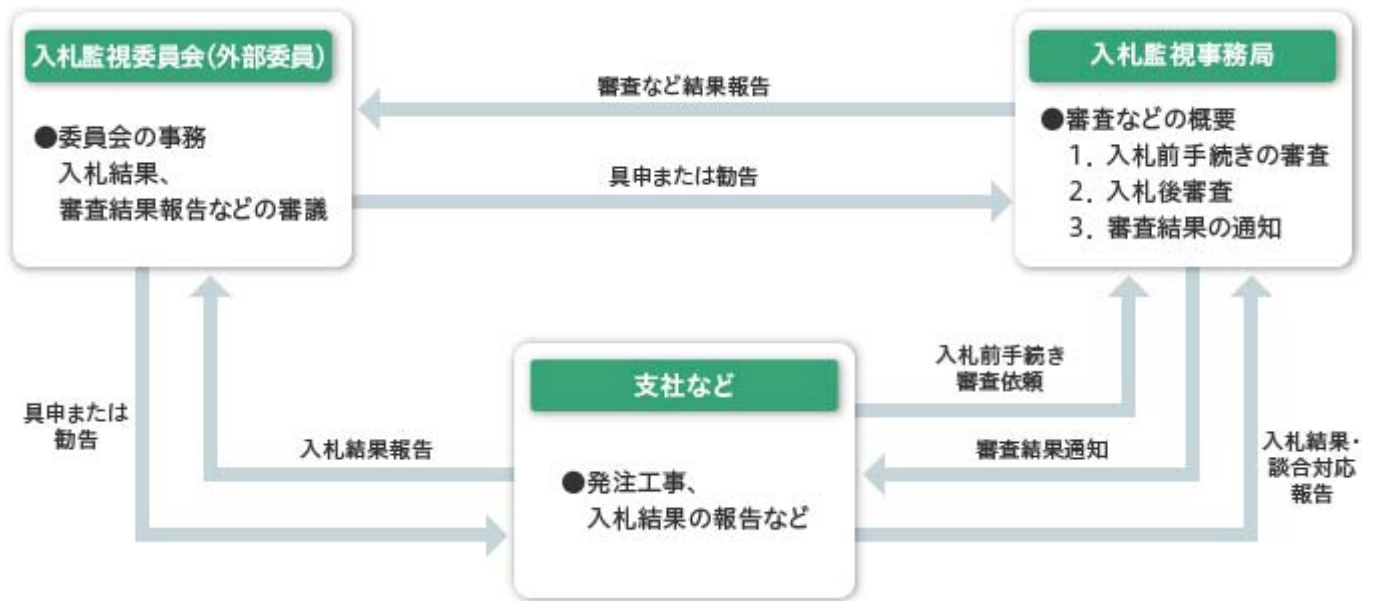 入札監視委員会(外部委員)
●委員会の事務
入札結果、
審査結果報告などの審議
審査など結果報告
具申または勧告
入札監視事務局
●審査などの概要
1. 入札前手続きの審査
2. 入札後審査
3. 審査結果の通知
具申または
勧告
入札結果報告
支社など
●発注工事、
入札結果の報告など
入札前手続き
審査依頼
審査結果通知
入札結果・
談合対応
報告